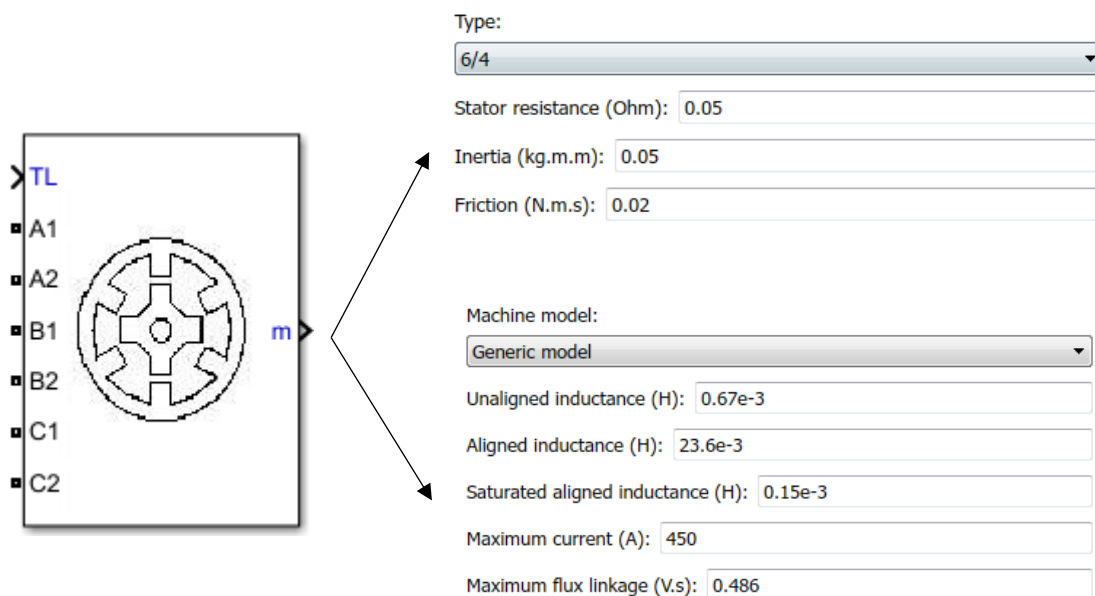 TL
A1
A2
B1
B2
C1
C2
m
Type:
6/4
Stator resistance (Ohm): 0.05
Inertia (kg.m.m): 0.05
Friction (N.m.s): 0.02
Machine model:
Generic model
Unaligned inductance (H): 0.67e-3
Aligned inductance (H): 23.6e-3
Saturated aligned inductance (H): 0.15e-3
Maximum current (A): 450
Maximum flux linkage (V.s): 0.486